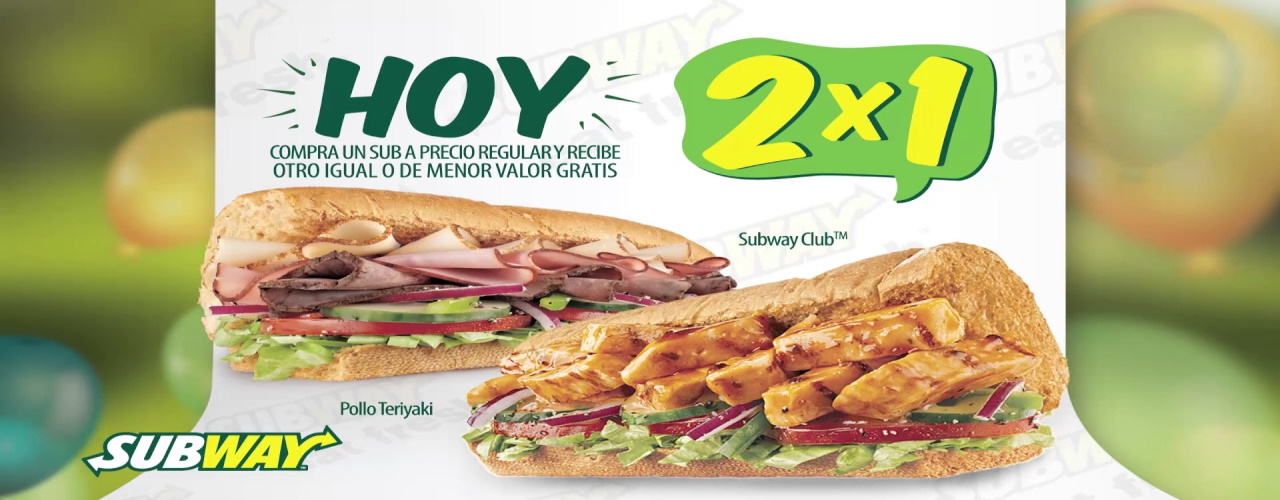 HOY
COMPRA UN SUB A PRECIO REGULAR Y RECIBE
OTRO IGUAL O DE MENOR VALOR GRATIS
2x1
Subway Club™
Pollo Teriyaki
SUBWAY